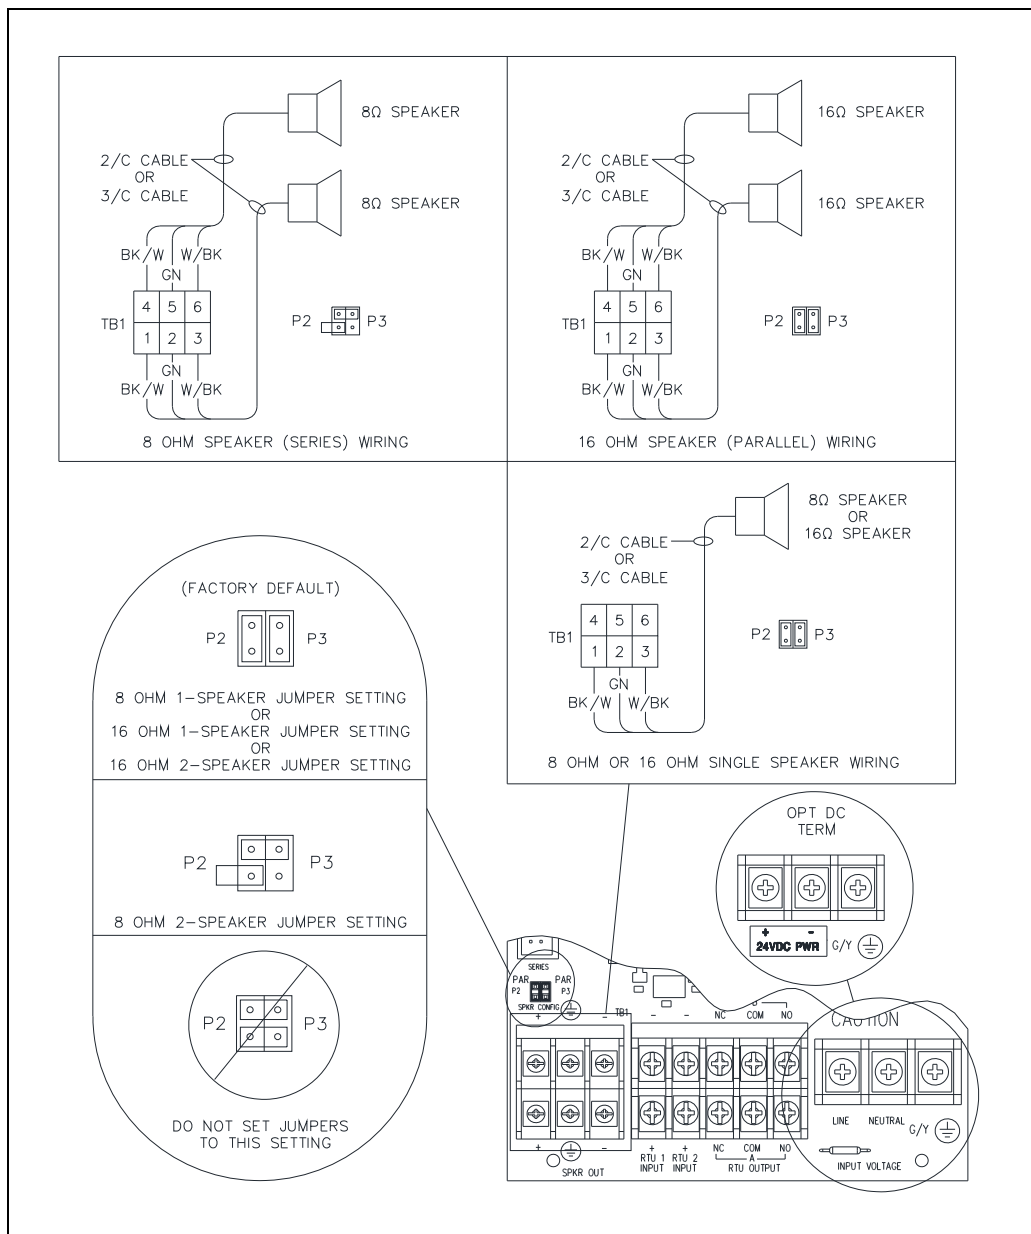 8Ω SPEAKER
2/C CABLE
OR
3/C CABLE
8Ω SPEAKER
BK/W W/BK
GN
4 5 6
TB1
1 2 3
P2 P3
GN
BK/W W/BK
8 OHM SPEAKER (SERIES) WIRING
16Ω SPEAKER
2/C CABLE
OR
3/C CABLE
16Ω SPEAKER
BK/W W/BK
GN
4 5 6
TB1
1 2 3
P2 P3
GN
BK/W W/BK
16 OHM SPEAKER (PARALLEL) WIRING
8Ω SPEAKER
OR
16Ω SPEAKER
2/C CABLE
OR
3/C CABLE
4 5 6
TB1
1 2 3
P2 P3
GN
BK/W W/BK
8 OHM OR 16 OHM SINGLE SPEAKER WIRING
(FACTORY DEFAULT)
P2 P3
8 OHM 1-SPEAKER JUMPER SETTING
OR
16 OHM 1-SPEAKER JUMPER SETTING
OR
16 OHM 2-SPEAKER JUMPER SETTING
P2 P3
8 OHM 2-SPEAKER JUMPER SETTING
P2 P3
DO NOT SET JUMPERS
TO THIS SETTING
OPT DC
TERM
+ -
24VDC PWR G/Y
SERIES
PAR PAR
P2 P3
SPKR CONFIG
+ - TB1 - - NC COM NO
CAUTION
LINE NEUTRAL G/Y
INPUT VOLTAGE
+ -
SPKR OUT
+ + NC COM NO
RTU 1 RTU 2 A
INPUT INPUT RTU OUTPUT